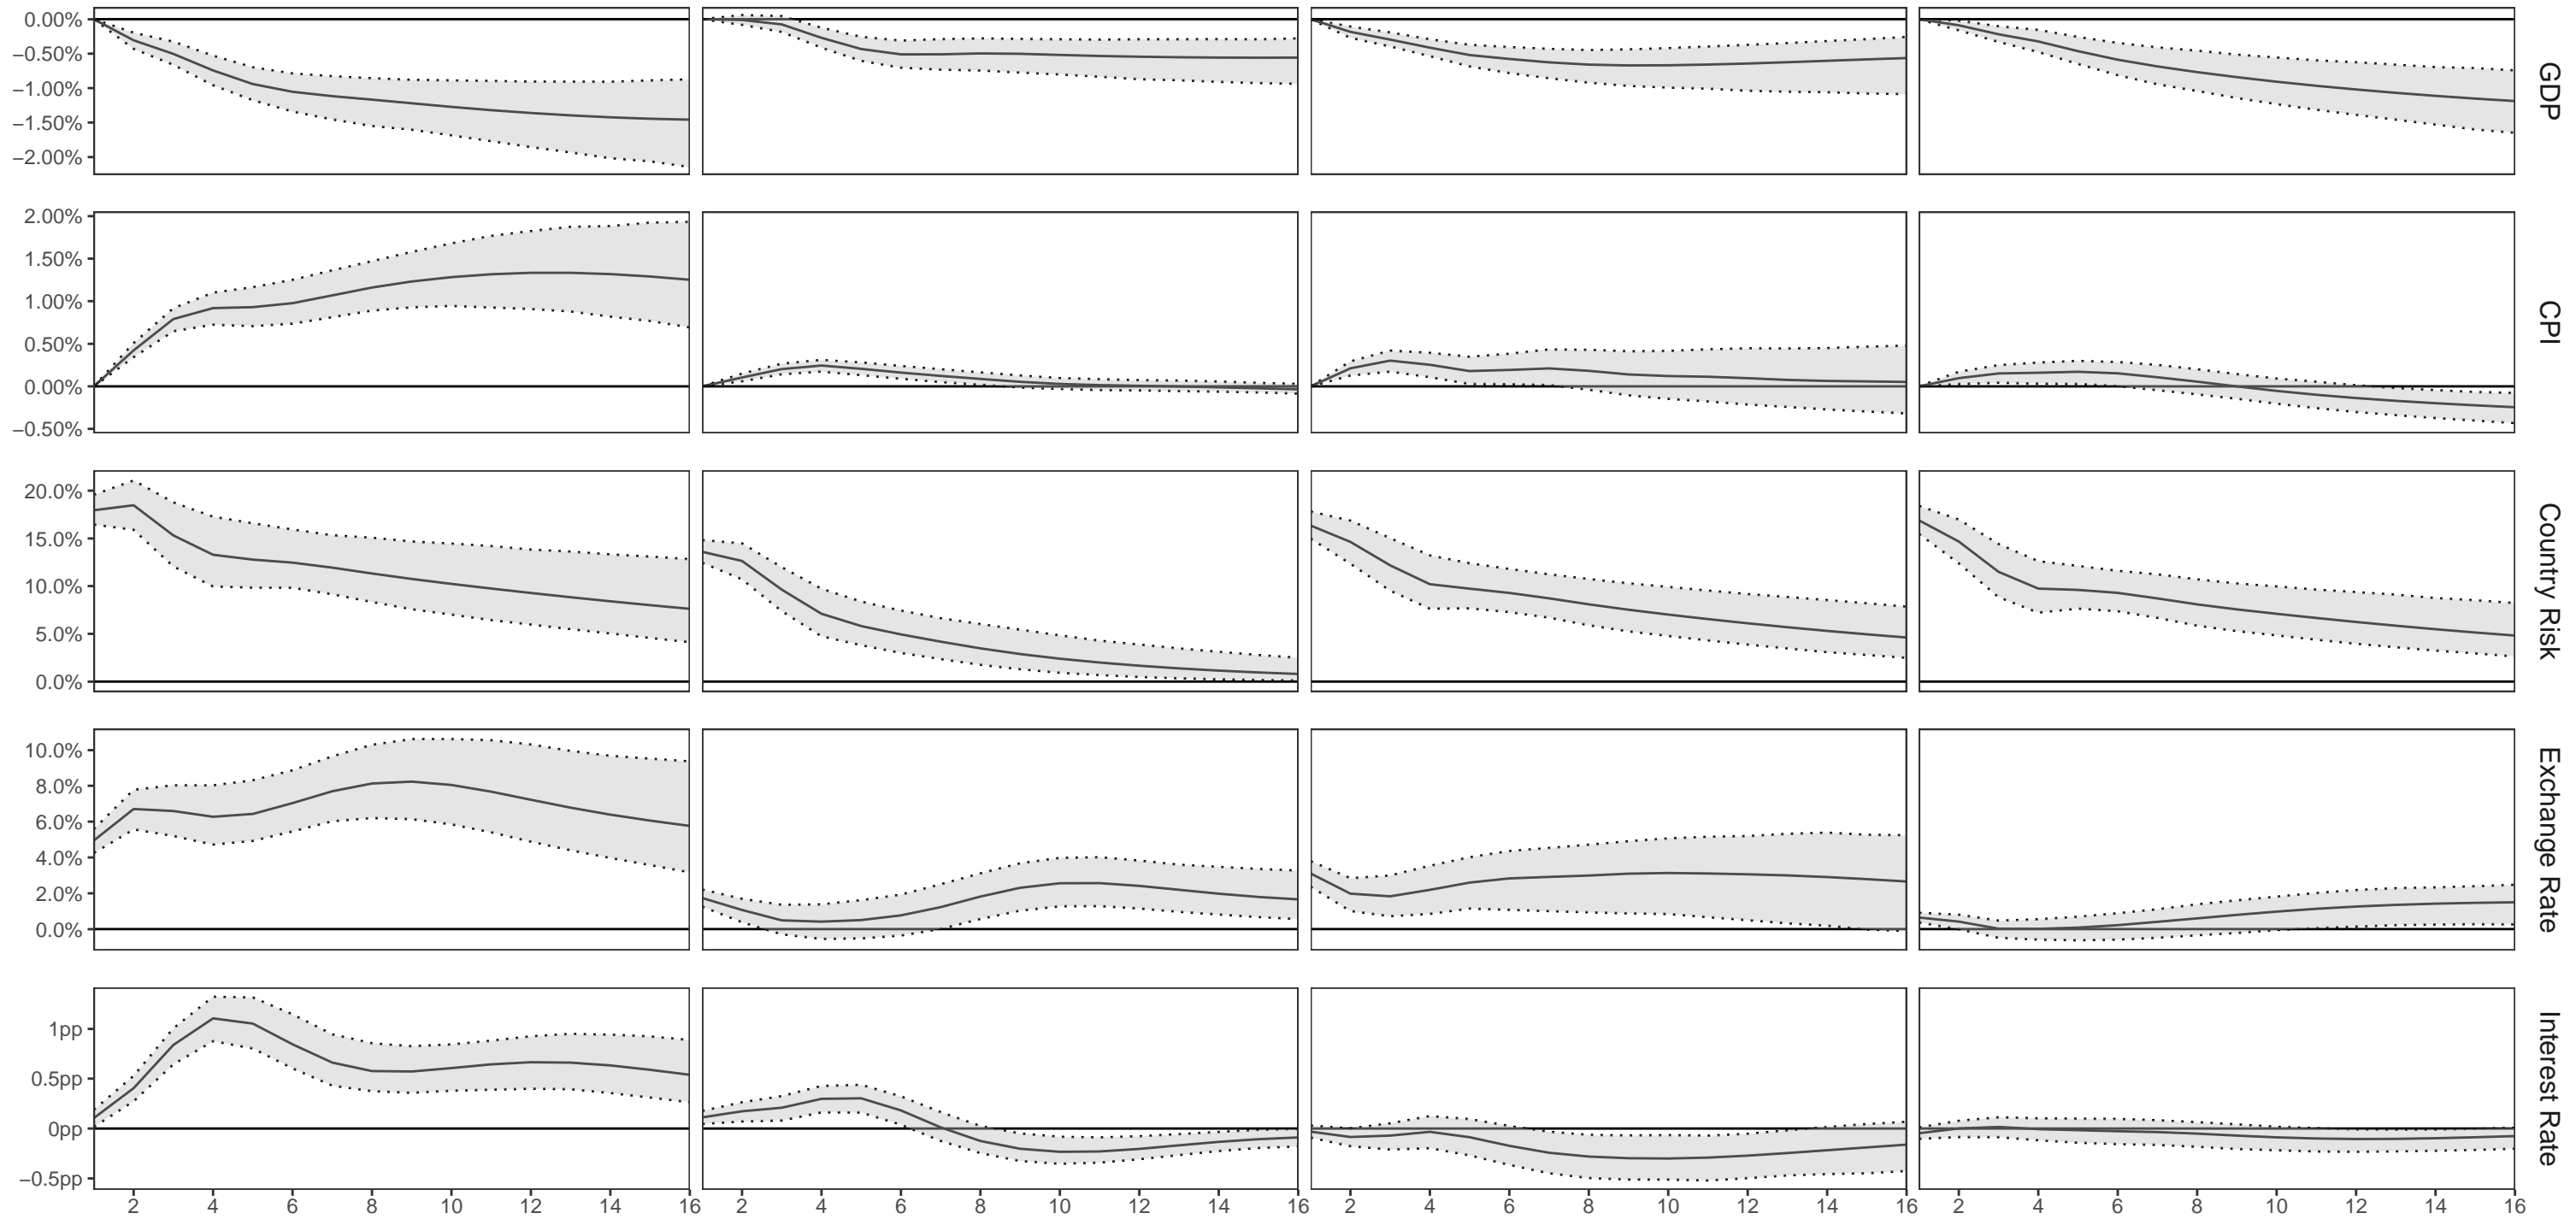 0.00%
−0.50%
−1.00%
−1.50%
−2.00%
GDP
2.00%
1.50%
1.00%
0.50%
0.00%
−0.50%
CPI
20.0%
15.0%
10.0%
5.0%
0.0%
Country Risk
10.0%
8.0%
6.0%
4.0%
2.0%
0.0%
Exchange Rate
1pp
0.5pp
0pp
−0.5pp
Interest Rate
2 4 6 8 10 12 14 16 2 4 6 8 10 12 14 16 2 4 6 8 10 12 14 16 2 4 6 8 10 12 14 16